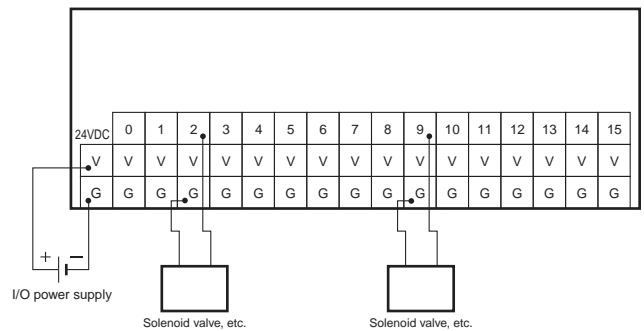 24VDC 0 1 2 3 4 5 6 7 8 9 10 11 12 13 14 15
V V V V V V V V V V V V V V V V V
G G G G G G G G G G G G G G G G G
+ −
I/O power supply
Solenoid valve, etc. Solenoid valve, etc.